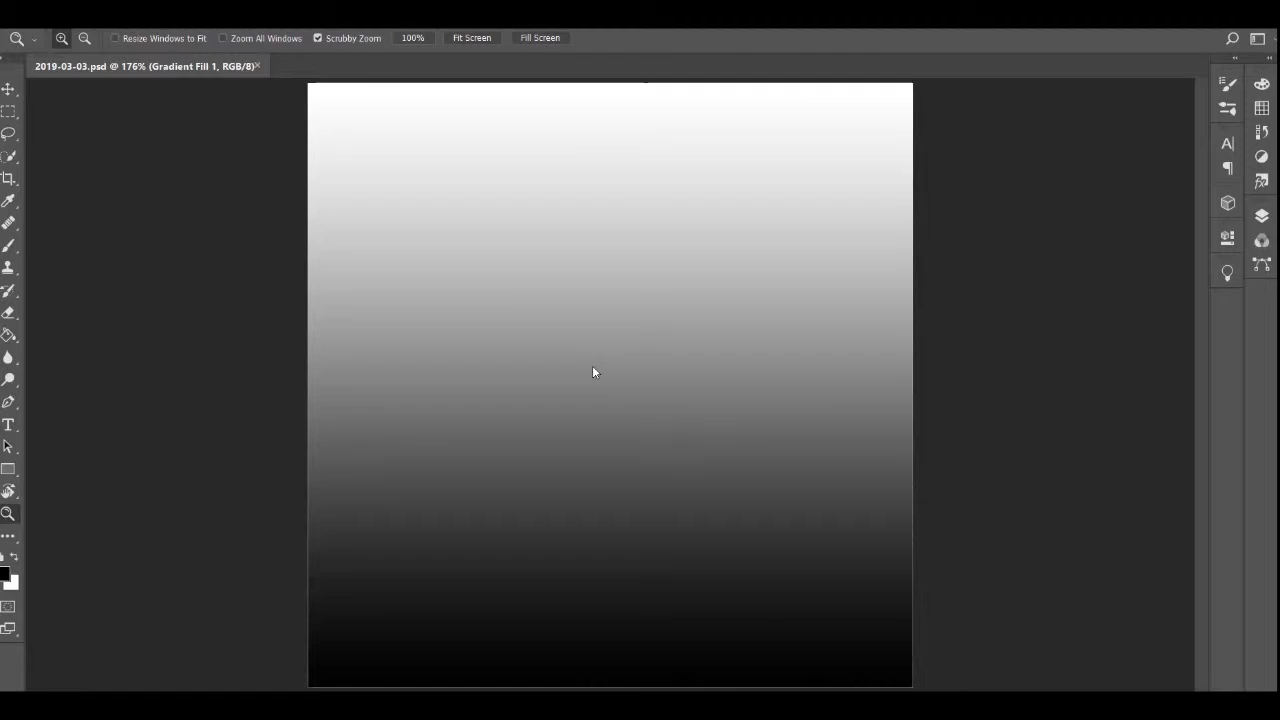 Resize Windows to Fit Zoom All Windows Scrubby Zoom 100% Fit Screen Fill Screen
2019-03-03.psd @ 176% (Gradient Fill 1, RGB/8)